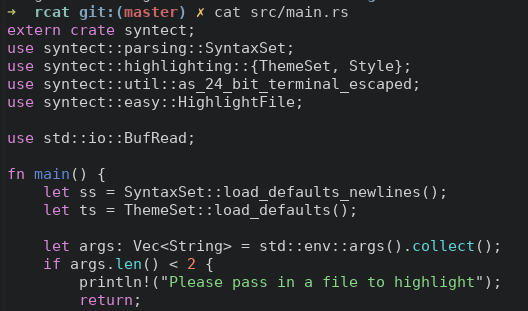 ➜  rcat git:(master) ✗ cat src/main.rs
extern crate syntect;
use syntect::parsing::SyntaxSet;
use syntect::highlighting::{ThemeSet, Style};
use syntect::util::as_24_bit_terminal_escaped;
use syntect::easy::HighlightFile;

use std::io::BufRead;

fn main() {
    let ss = SyntaxSet::load_defaults_newlines();
    let ts = ThemeSet::load_defaults();

    let args: Vec<String> = std::env::args().collect();
    if args.len() < 2 {
        println!("Please pass in a file to highlight");
        return;